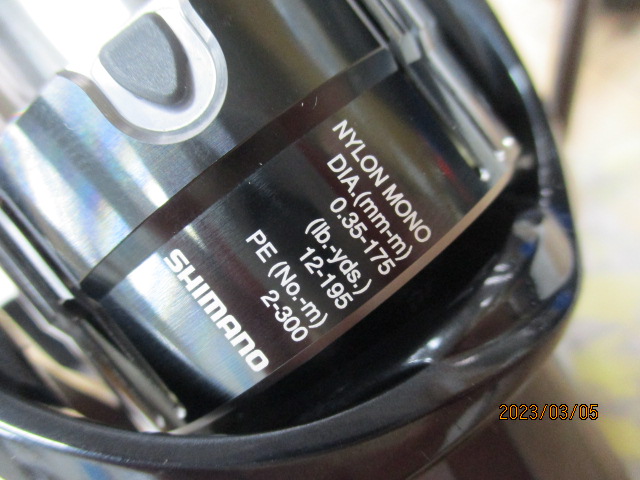 NYLON MONO
DIA.(mm-m)
0.35-175
(lb.-yds.)
12-195
PE (No.-m)
2-300
SHIMANO
2023/03/05